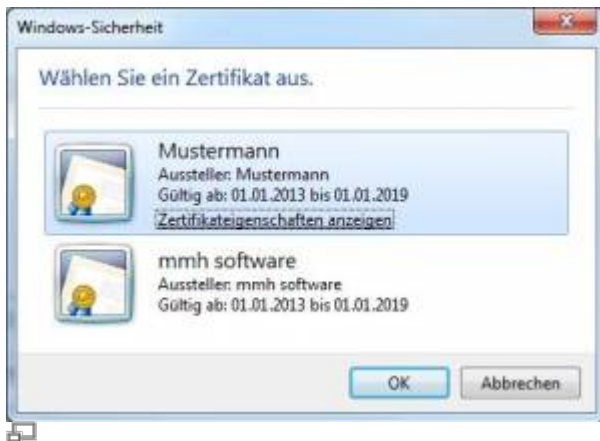 Windows-Sicherheit
Wählen Sie ein Zertifikat aus.
Mustermann
Aussteller: Mustermann
Gültig ab: 01.01.2013 bis 01.01.2019
Zertifikateigenschaften anzeigen
mmh software
Aussteller: mmh software
Gültig ab: 01.01.2013 bis 01.01.2019
OK
Abbrechen